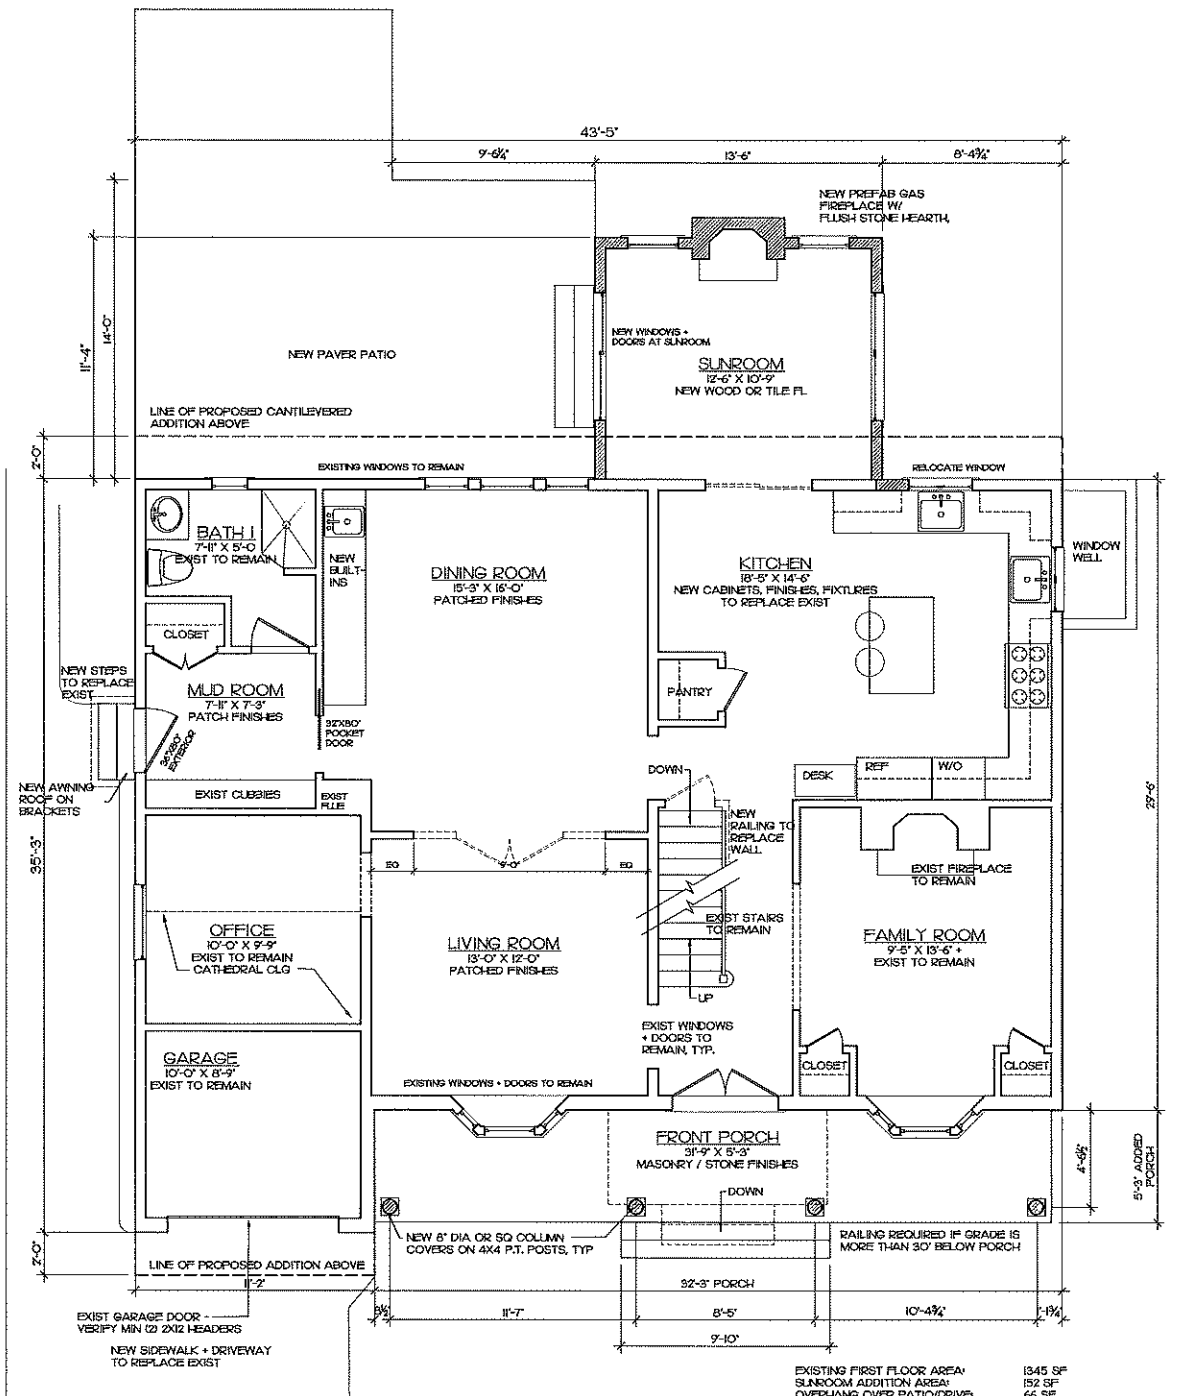 43'-5"
9'-6¼"
13'-6"
8'-4¾"
NEW PREFAB GAS
FIREPLACE W/
FLUSH STONE HEARTH,
11'-4"
14'-0"
NEW PAVER PATIO
NEW WINDOWS +
DOORS AT SUNROOM
SUNROOM
12'-6" X 10'-9"
NEW WOOD OR TILE FL.
LINE OF PROPOSED CANTILEVERED
ADDITION ABOVE
2'-0"
EXISTING WINDOWS TO REMAIN
RELOCATE WINDOW
BATH 1
7'-11" X 5'-0
EXIST TO REMAIN
NEW
BUILT-
INS
DINING ROOM
15'-3" X 16'-0"
PATCHED FINISHES
KITCHEN
18'-5" X 14'-6"
NEW CABINETS, FINISHES, FIXTURES
TO REPLACE EXIST
WINDOW
WELL
CLOSET
NEW STEPS
TO REPLACE
EXIST
MUD ROOM
7'-11" X 7'-3"
PATCH FINISHES
PANTRY
32"X80"
POCKET
DOOR
36"X80"
EXTERIOR
NEW AWNING
ROOF ON
BRACKETS
EXIST CUBBIES
EXIST
FLUE
DOWN
DESK
REF
W/O
29'-6"
35'-3"
NEW
RAILING TO
REPLACE
WALL
EQ
5'-0"
EQ
EXIST FIREPLACE
TO REMAIN
OFFICE
10'-0" X 9'-9"
EXIST TO REMAIN
CATHEDRAL CLG
LIVING ROOM
13'-0" X 12'-0"
PATCHED FINISHES
EXIST STAIRS
TO REMAIN
FAMILY ROOM
9'-5" X 13'-6" +
EXIST TO REMAIN
UP
EXIST WINDOWS
+ DOORS TO
REMAIN, TYP.
GARAGE
10'-0" X 8'-9"
EXIST TO REMAIN
CLOSET
CLOSET
EXISTING WINDOWS + DOORS TO REMAIN
FRONT PORCH
31'-9" X 5'-3"
MASONRY / STONE FINISHES
4'-6½"
5'-3" ADDED
PORCH
DOWN
NEW 8" DIA OR SQ COLUMN
COVERS ON 4X4 P.T. POSTS, TYP
RAILING REQUIRED IF GRADE IS
MORE THAN 30" BELOW PORCH
2'-0"
LINE OF PROPOSED ADDITION ABOVE
11'-2"
32'-3" PORCH
11'-7"
8'-5"
10'-4¾"
1'-1¾"
9'-10"
EXIST GARAGE DOOR -
VERIFY MIN (2) 2X12 HEADERS
NEW SIDEWALK + DRIVEWAY
TO REPLACE EXIST
EXISTING FIRST FLOOR AREA: 1345 SF
SUNROOM ADDITION AREA: 152 SF
OVERHANG OVER PATIO/DRIVE: 66 SF